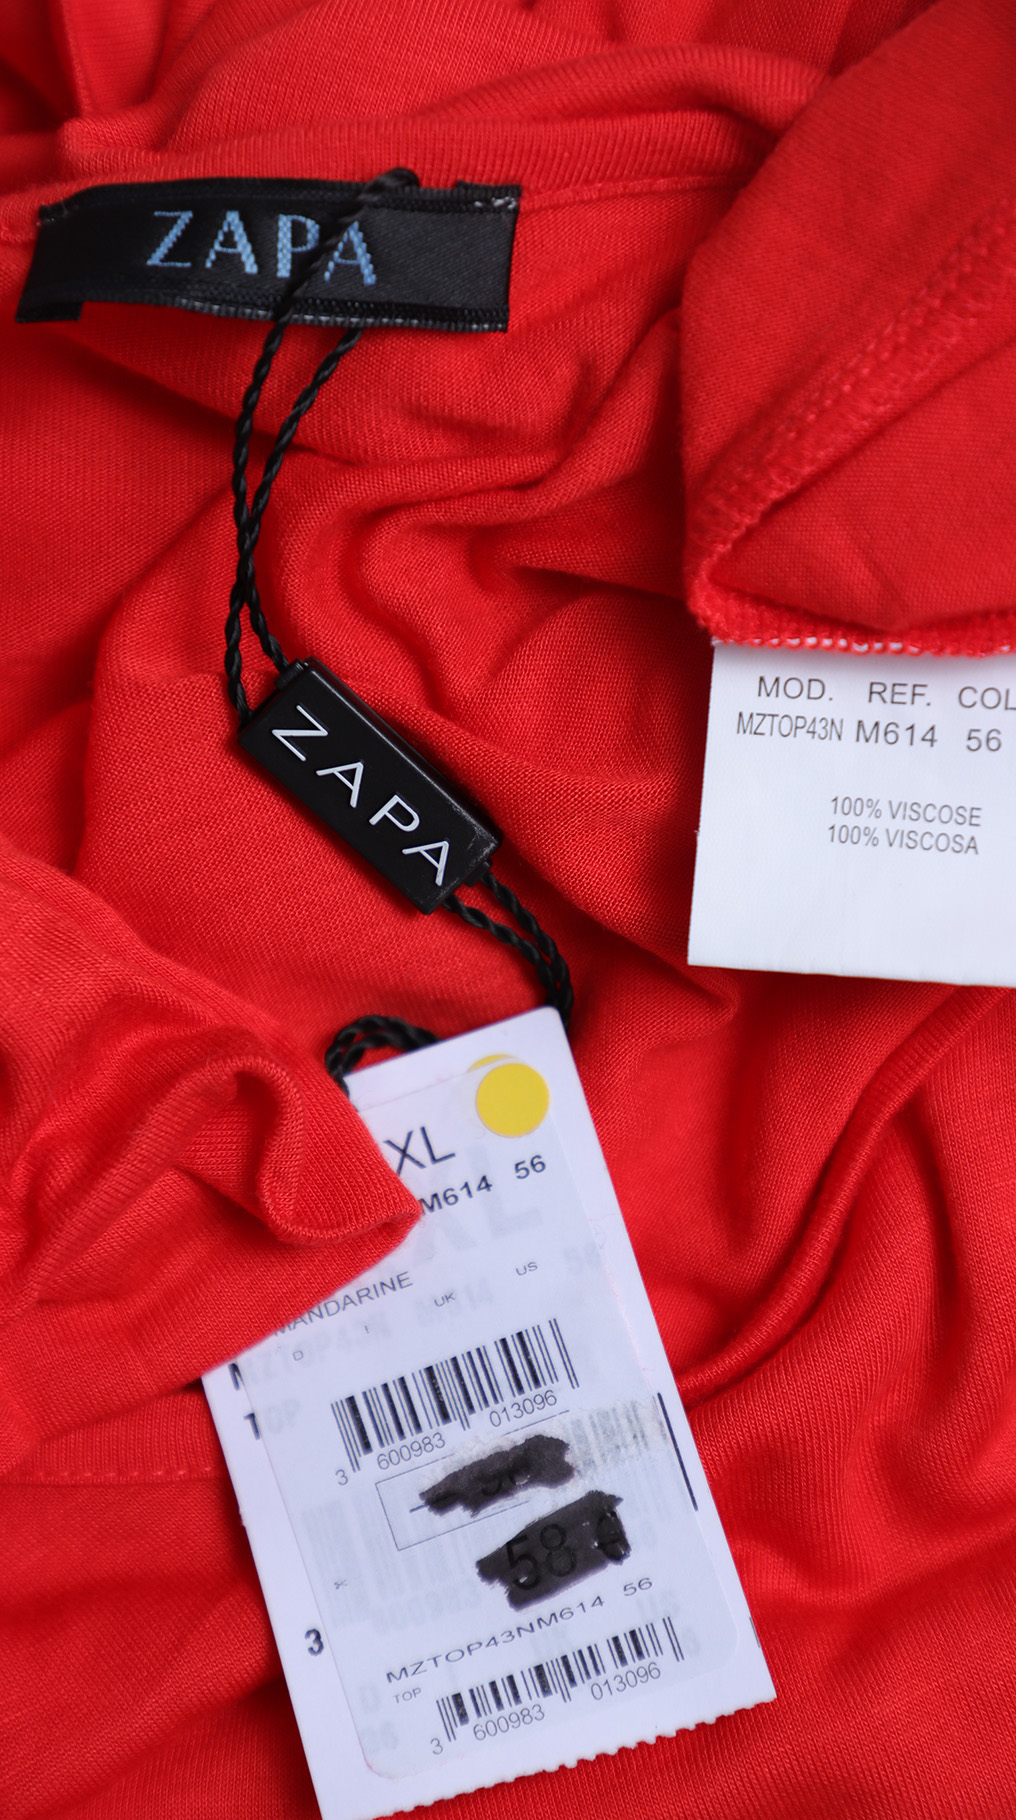 ZAPA
MOD. REF. COL
MZTOP43N M614 56
100% VISCOSE
100% VISCOSA
ZAPA
XL
M614 56
MANDARINE
UK US
3 600983 013096
58
3
MZTOP43NM614 56
TOP
3 600983 013096